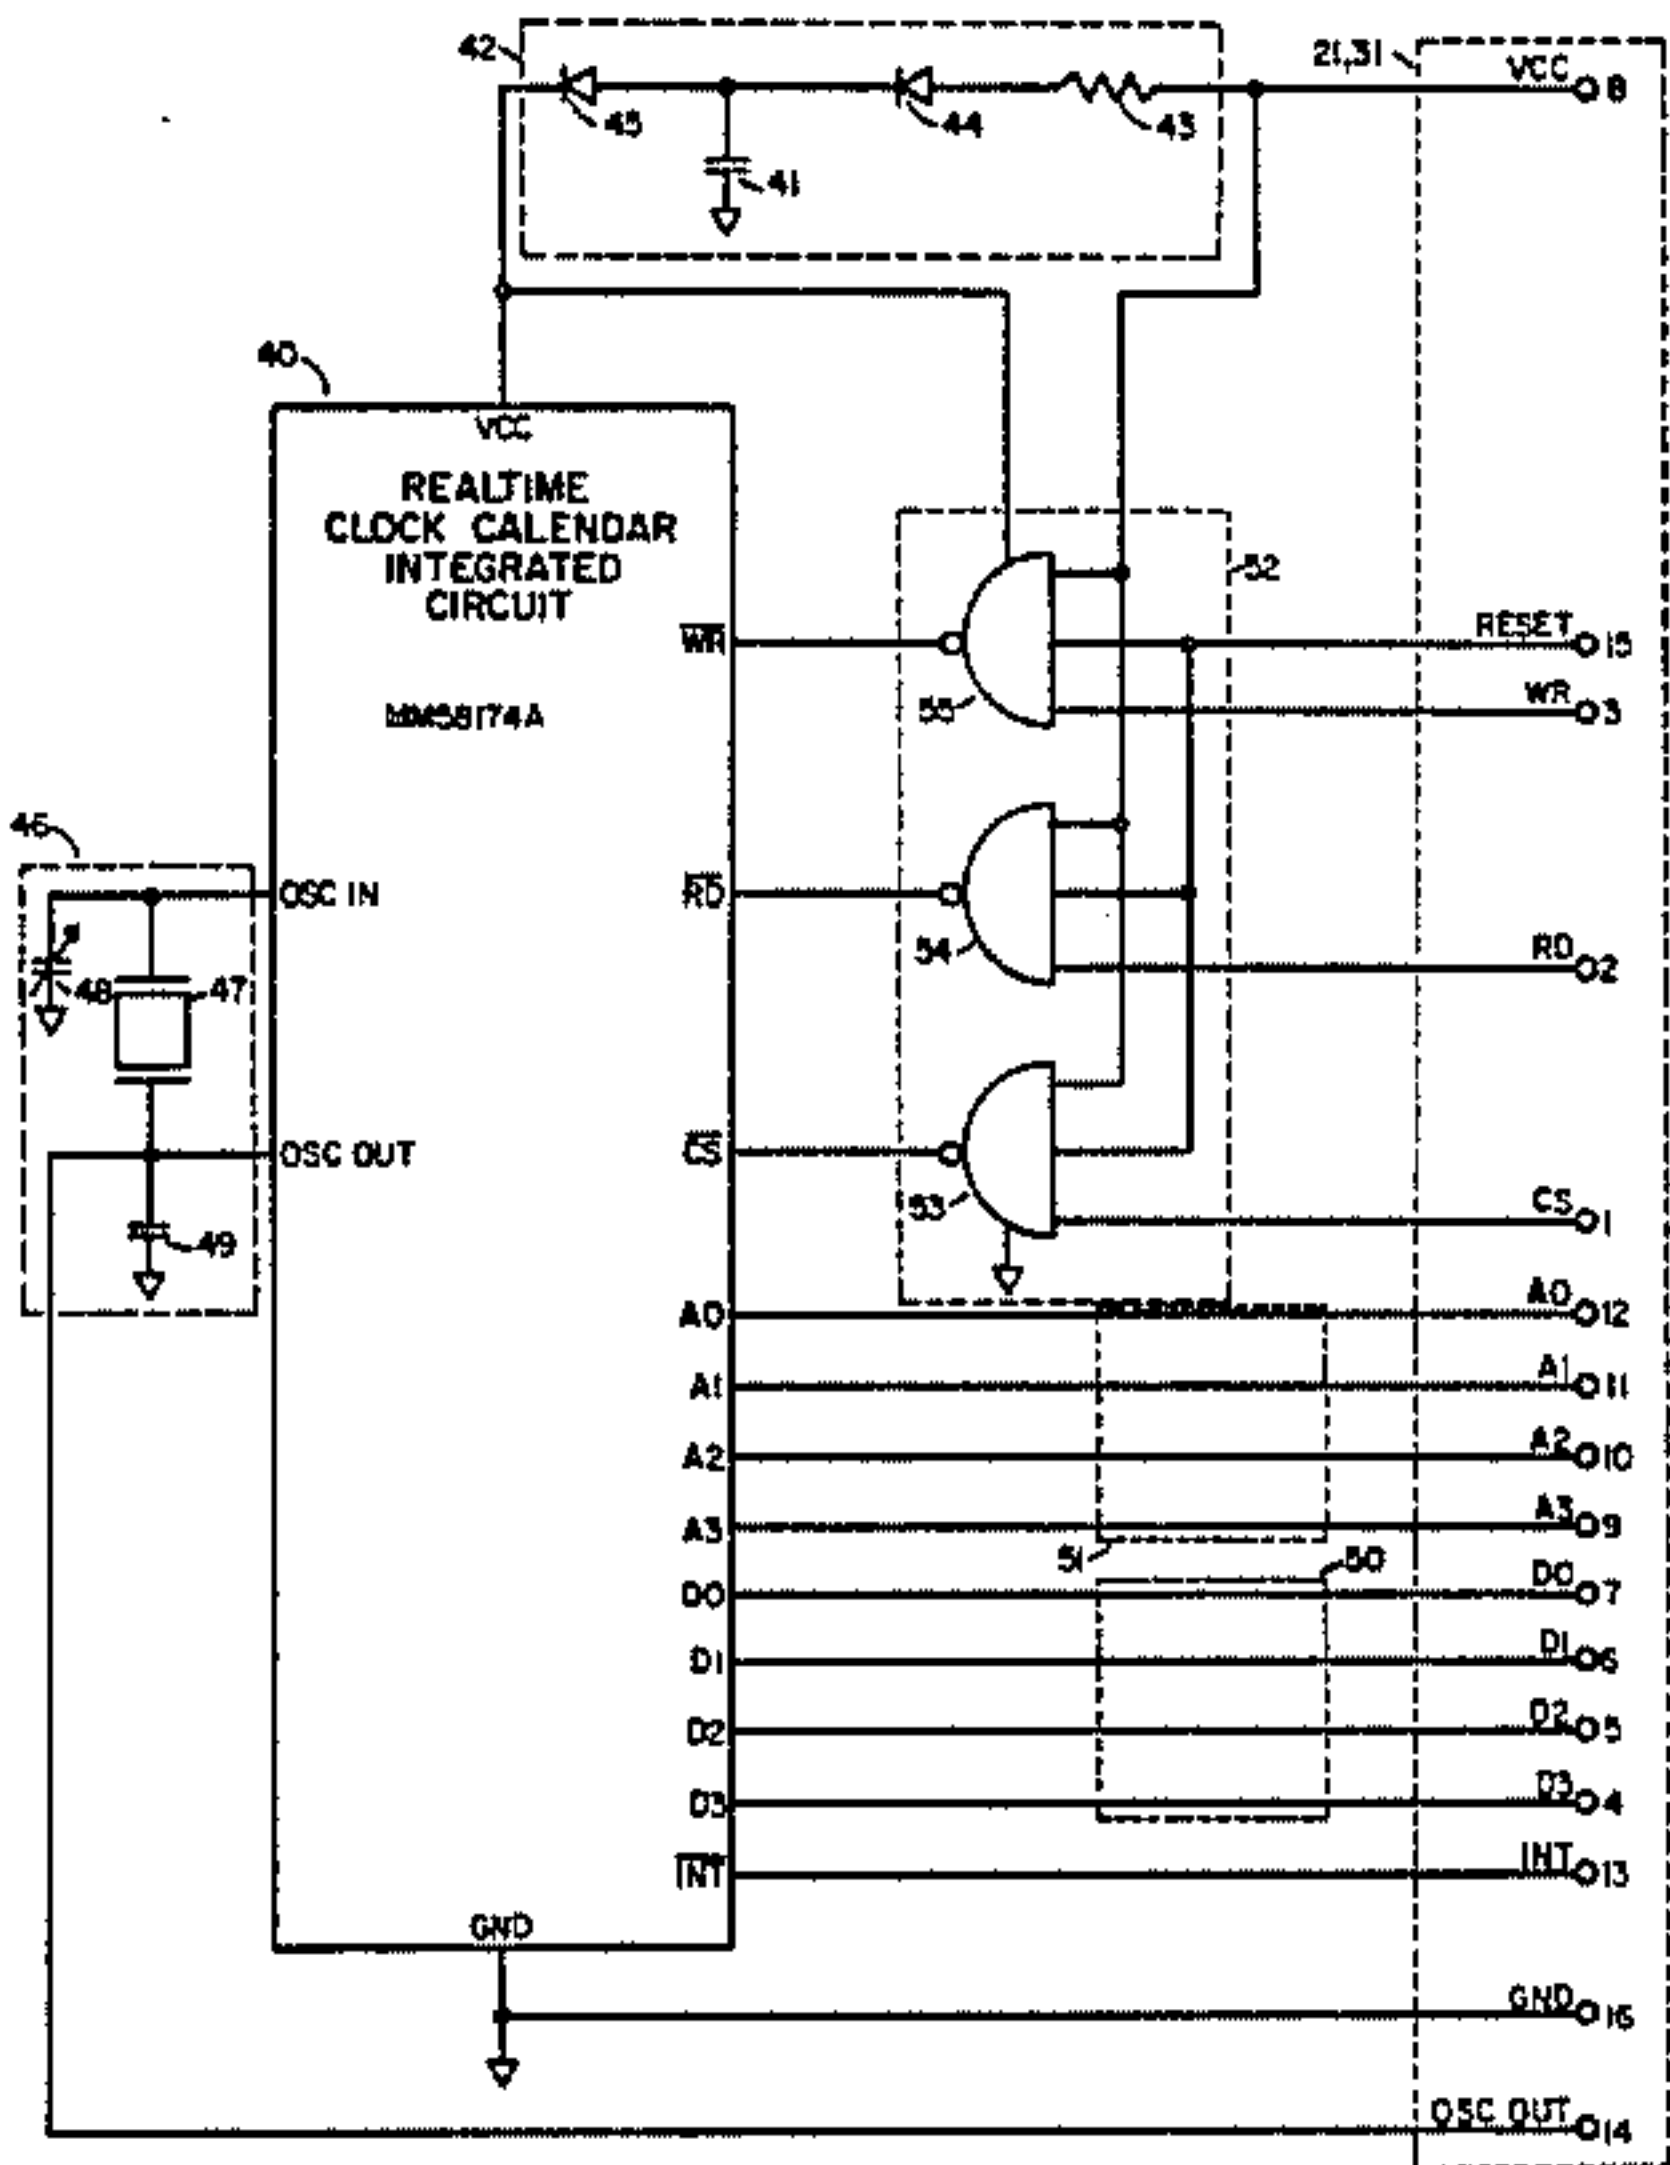 42
21,31
VCC
8
45
44
43
41
40
VCC
REALTIME
CLOCK CALENDAR
INTEGRATED
CIRCUIT
52
WR
RESET
15
MM58174A
55
WR
3
46
OSC IN
RD
54
RD
2
48
47
OSC OUT
CS
53
CS
1
49
A0
A0
12
A1
A1
11
A2
A2
10
A3
A3
9
51
50
D0
D0
7
D1
D1
6
D2
D2
5
D3
D3
4
INT
INT
13
GND
GND
16
OSC OUT
14